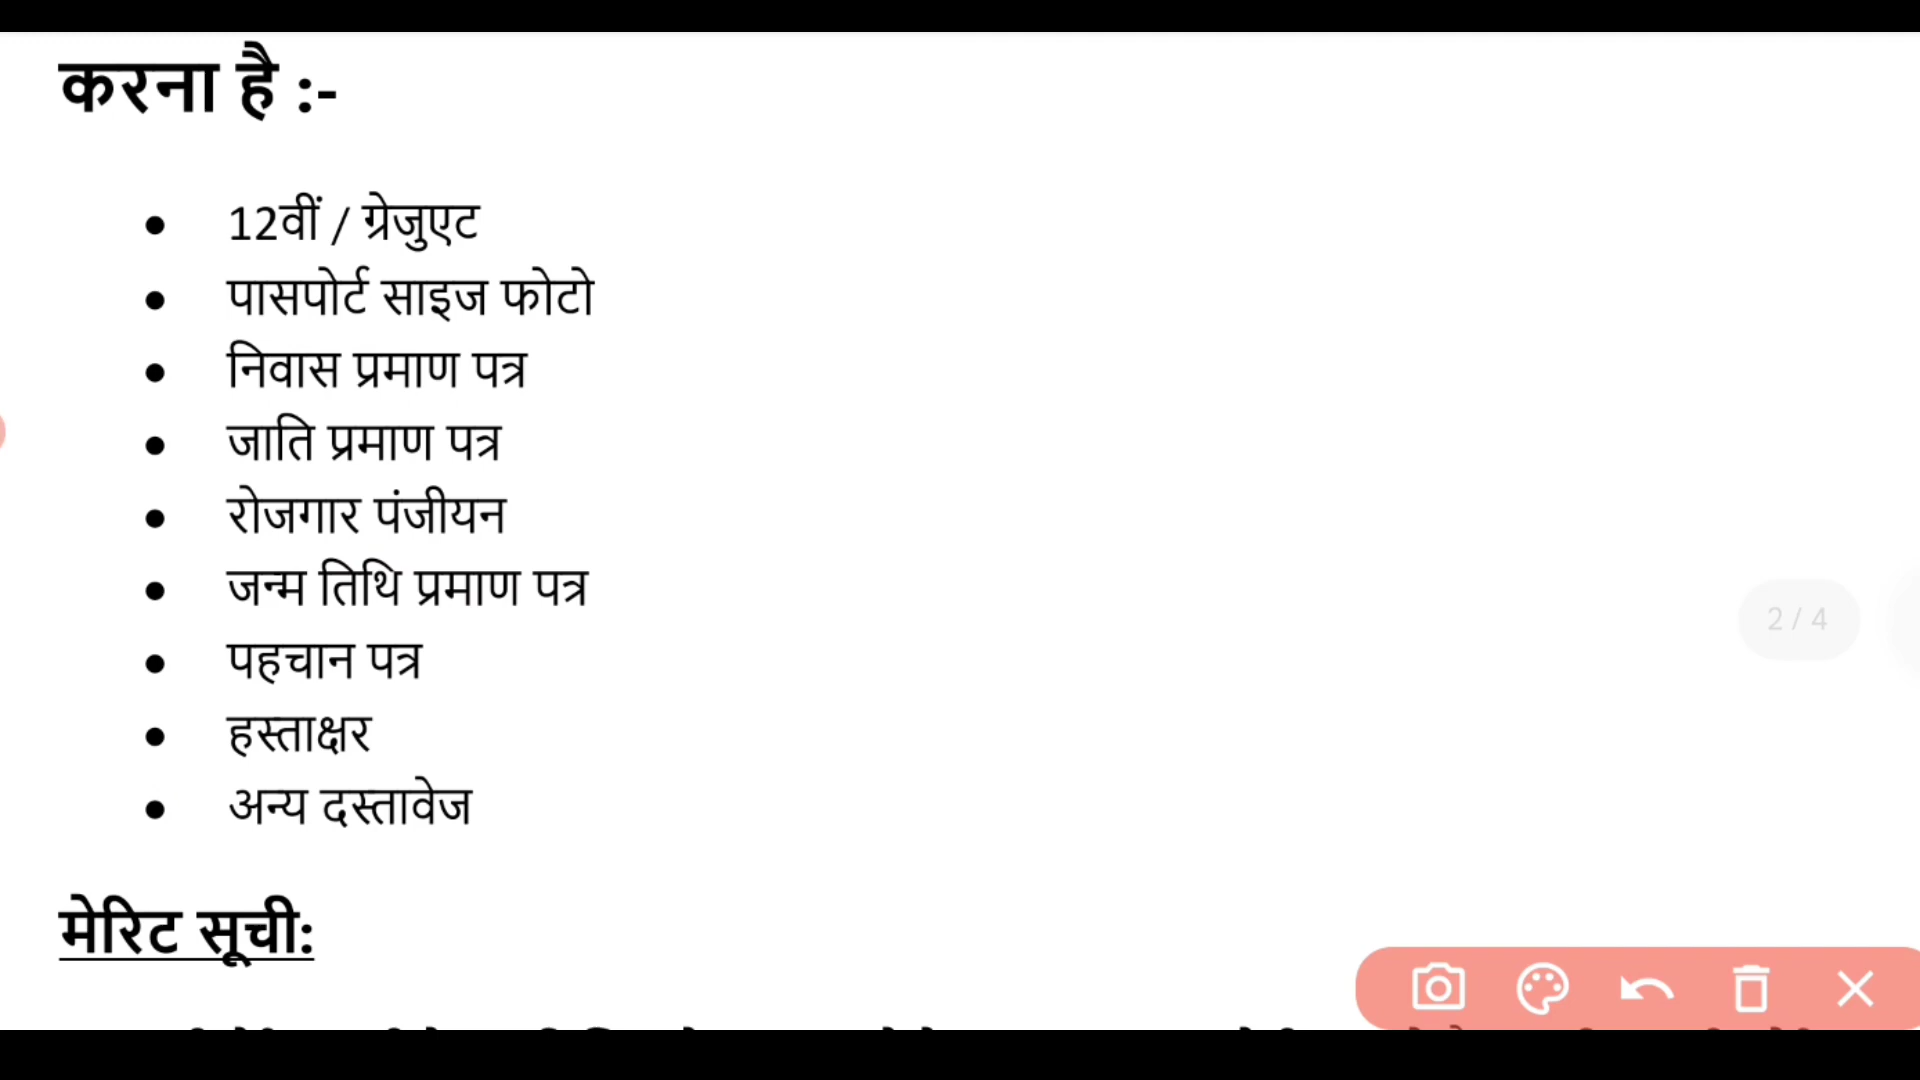 करना है :-
• 12वीं / ग्रेजुएट
• पासपोर्ट साइज फोटो
• निवास प्रमाण पत्र
• जाति प्रमाण पत्र
• रोजगार पंजीयन
• जन्म तिथि प्रमाण पत्र
• पहचान पत्र
• हस्ताक्षर
• अन्य दस्तावेज
2 / 4
मेरिट सूची: